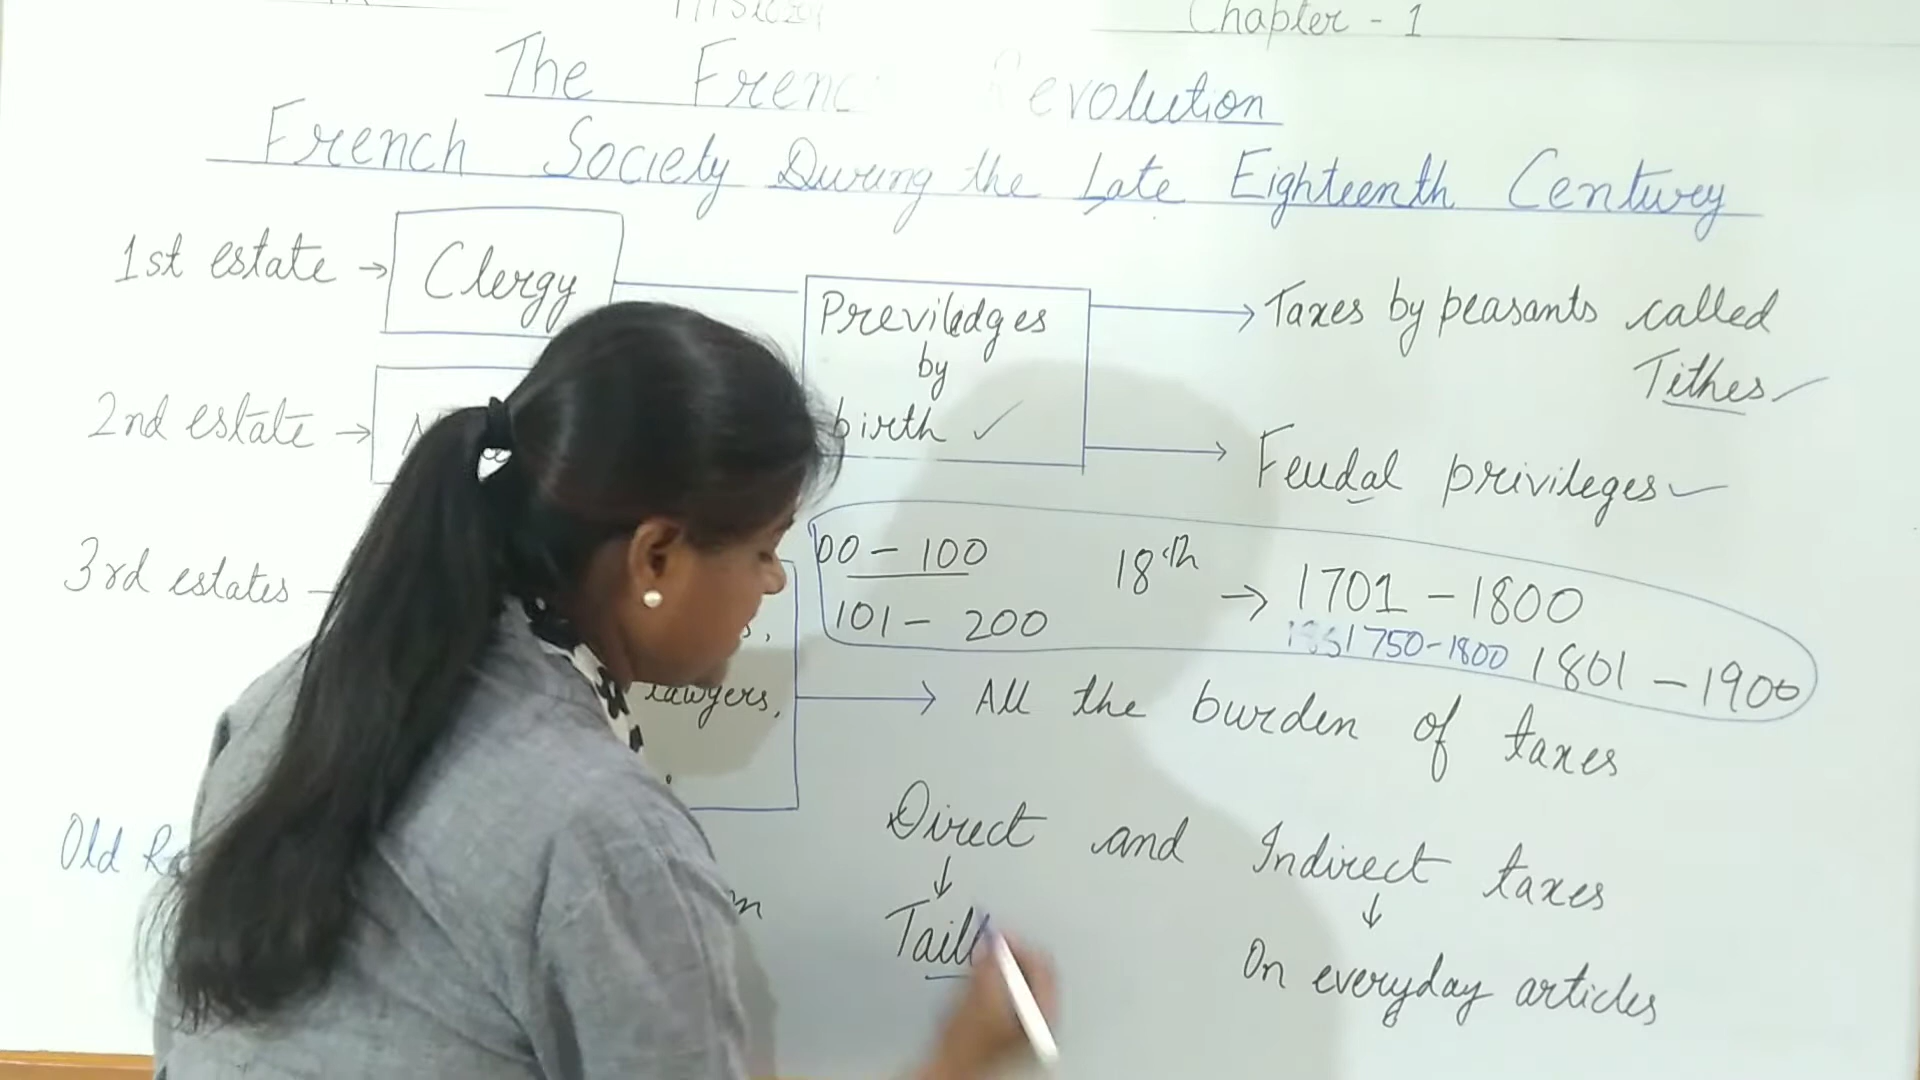 Chapter - 1
The Frenc Revolution
French Society During the Late Eighteenth Century
1st estate → Clergy
Previledges
by
birth ✓
→ Taxes by peasants called
Tithes ✓
2nd estate →
→ Feudal privileges ✓
3rd estates
00 - 100
101 - 200
18th → 1701 - 1800
1750-1800 1801 - 1900
lawyers,
→ All the burden of taxes
Direct and Indirect taxes
↓ ↓
Taill On everyday articles
Old